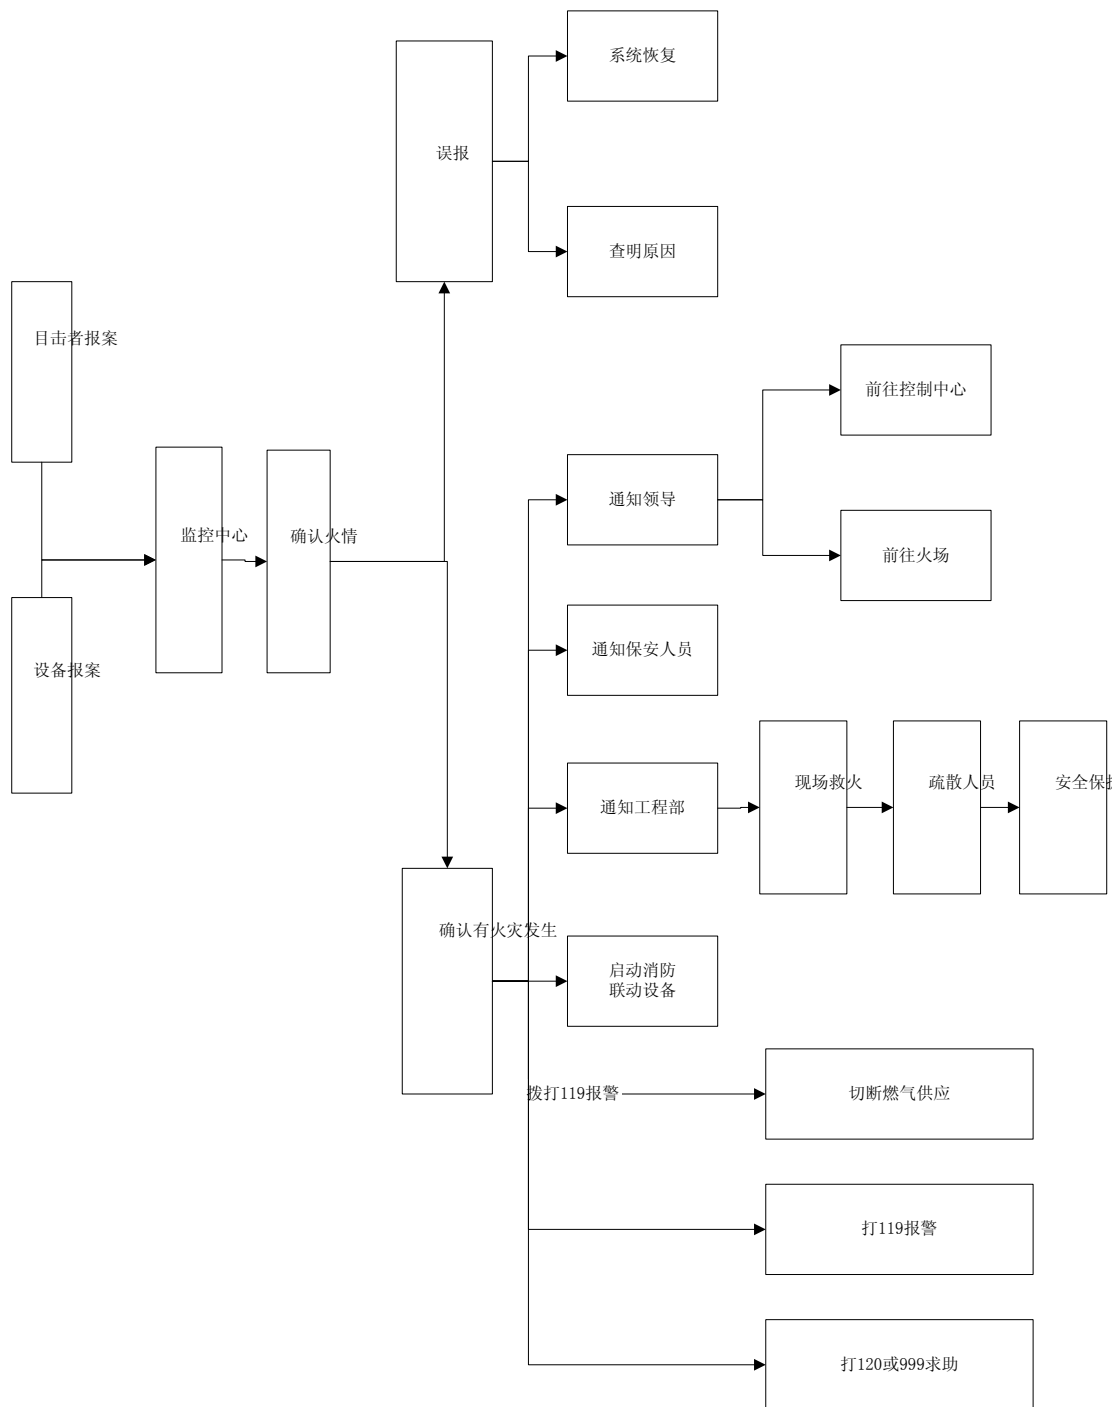 系统恢复
误报
查明原因
目击者报案
前往控制中心
通知领导
监控中心
确认火情
前往火场
通知保安人员
设备报案
现场救火
疏散人员
安全保
通知工程部
确认有火灾发生
启动消防
联动设备
拨打119报警
切断燃气供应
打119报警
打120或999求助